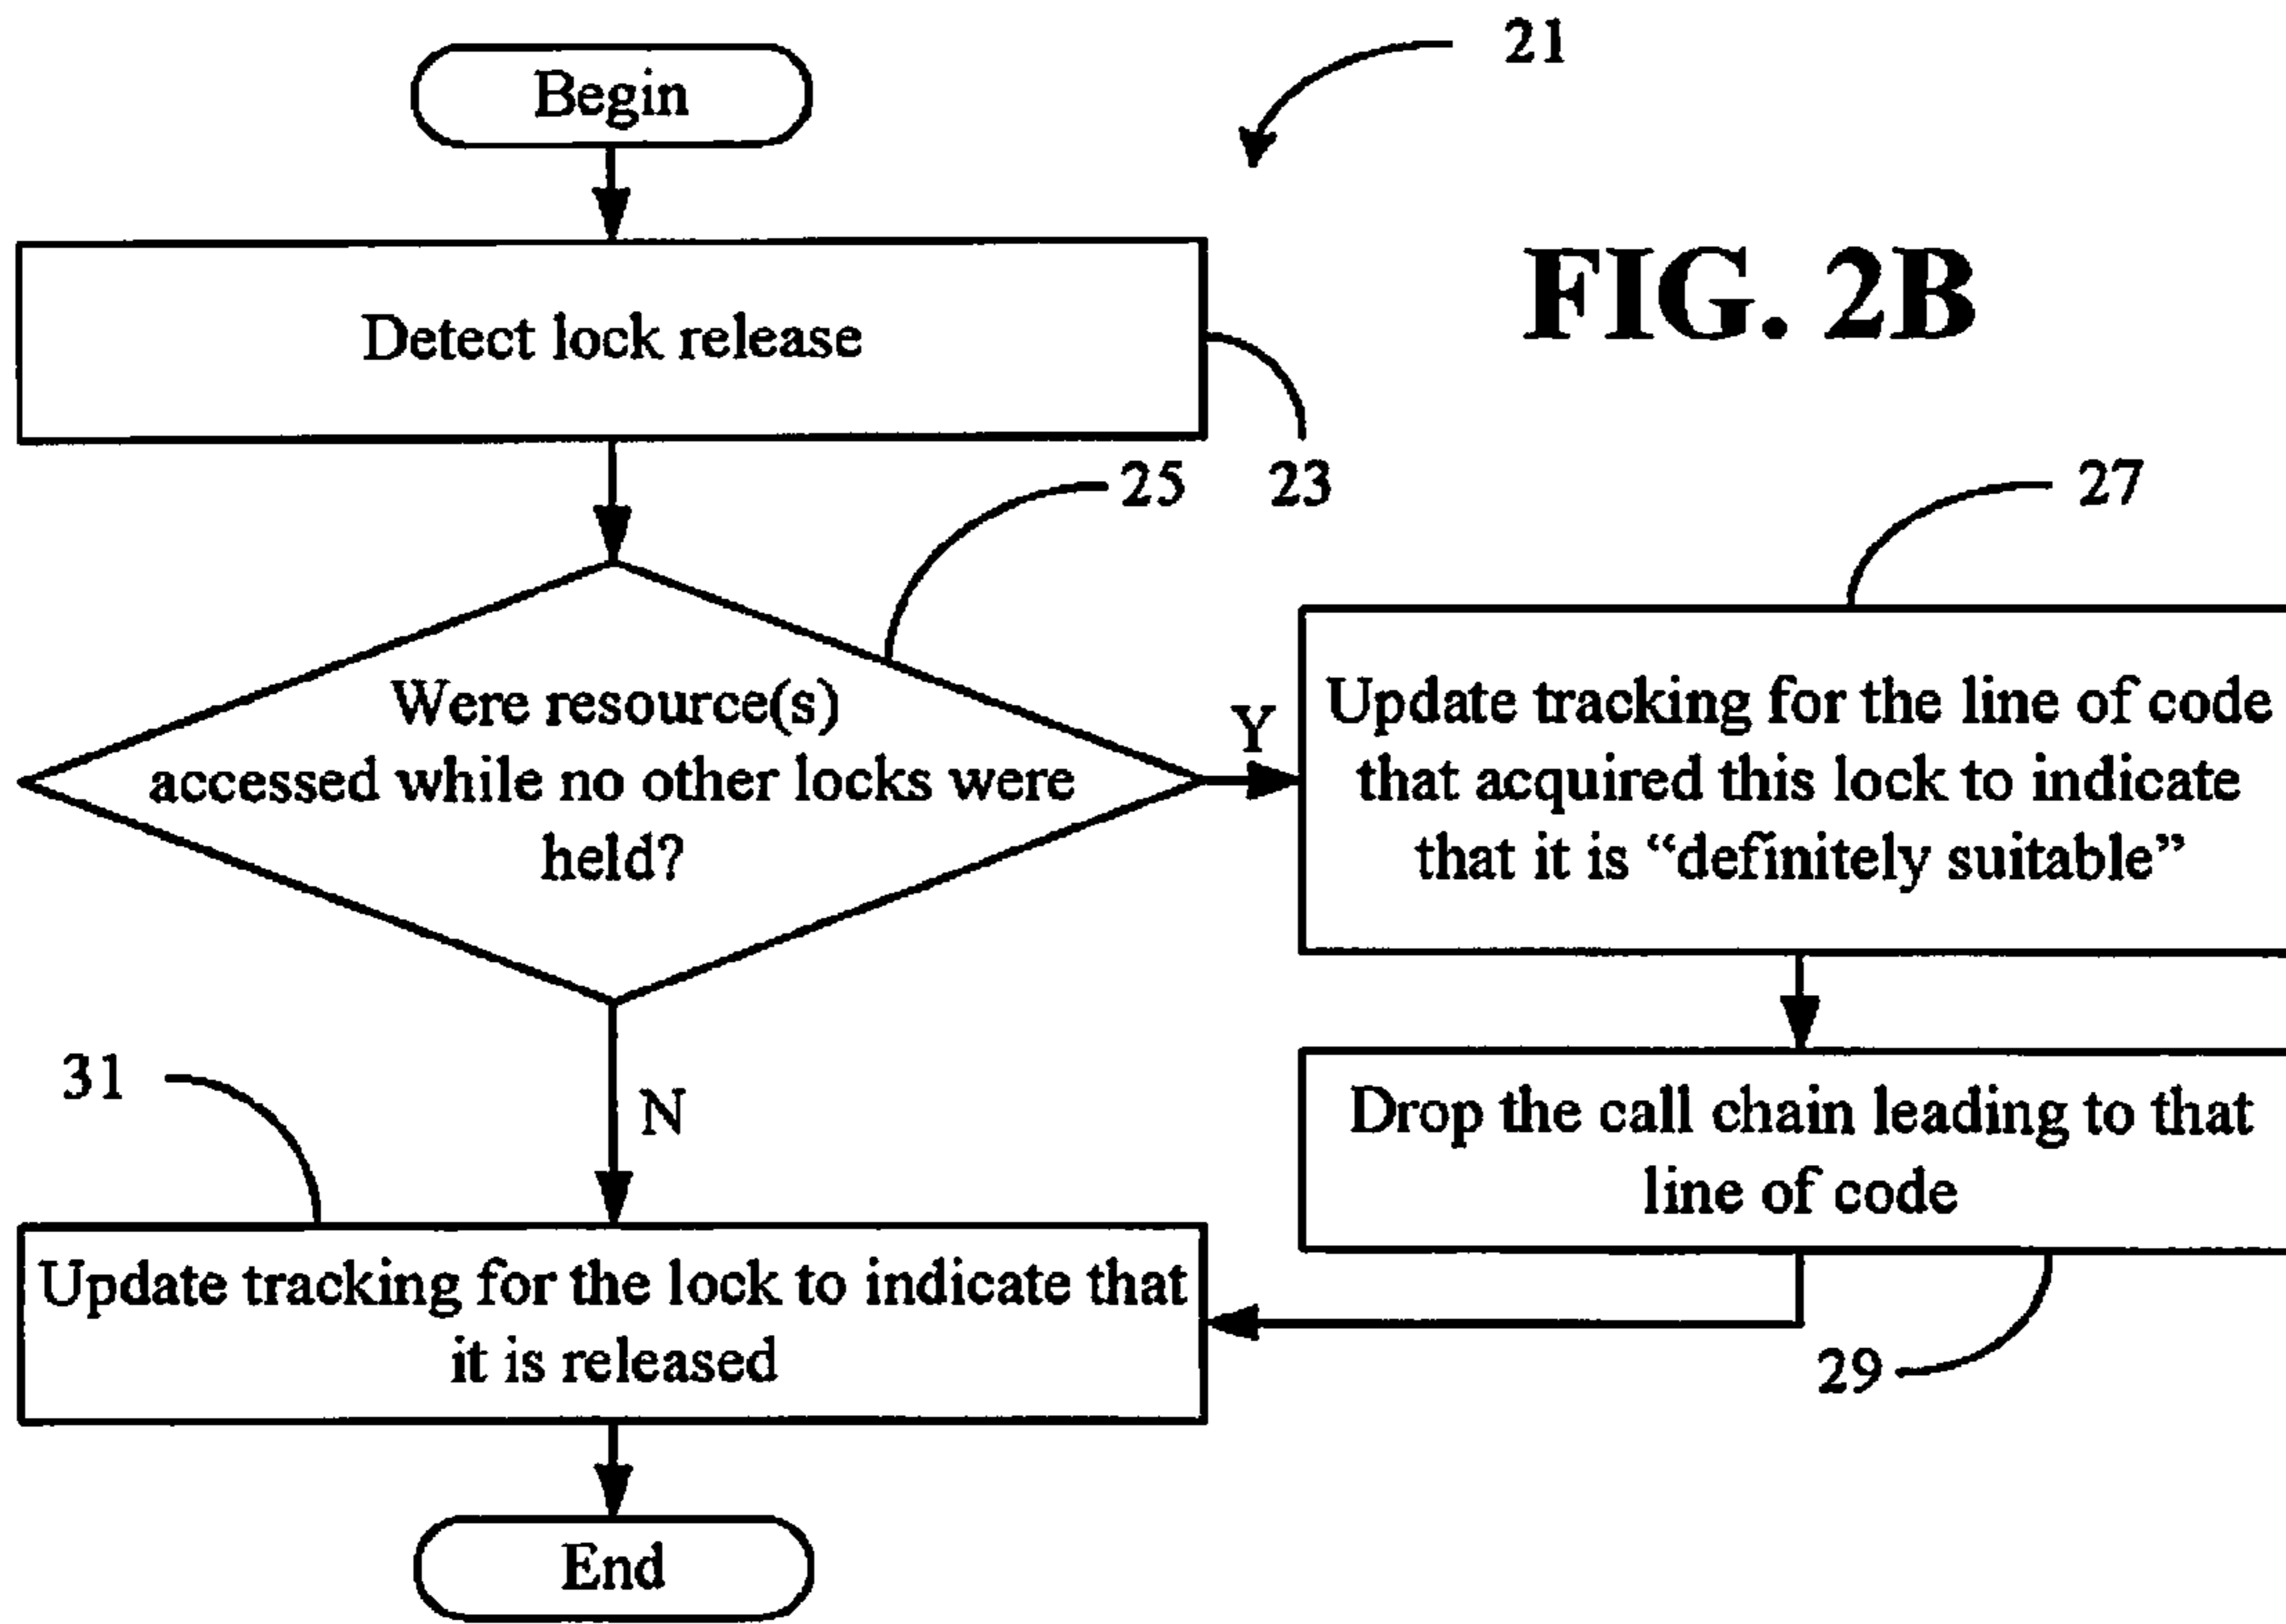 21
Begin
FIG. 2B
Detect lock release
25
23
27
Were resource(s)
accessed while no other locks were
held?
Y
Update tracking for the line of code
that acquired this lock to indicate
that it is “definitely suitable”
31
N
Drop the call chain leading to that
line of code
Update tracking for the lock to indicate that
it is released
29
End